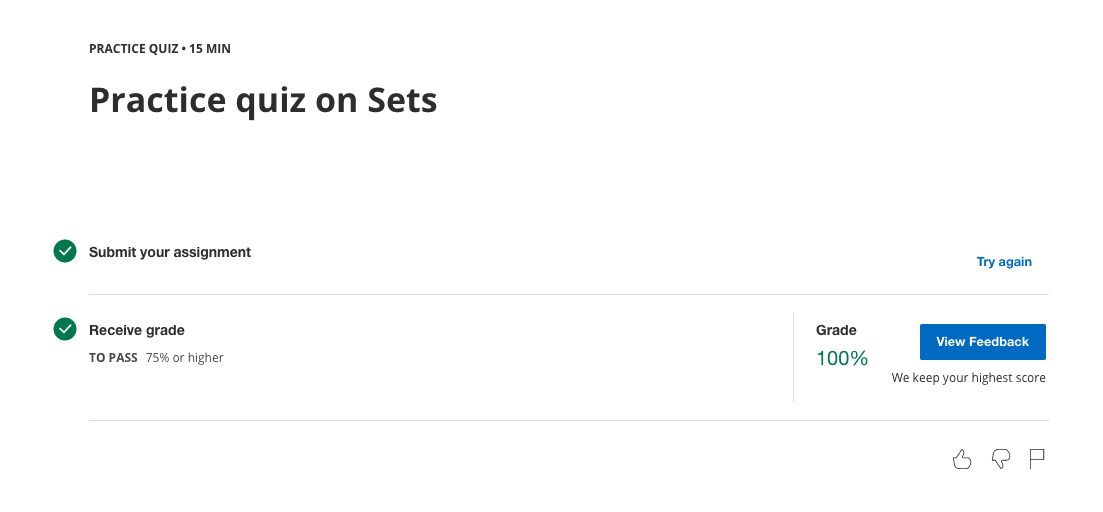 PRACTICE QUIZ • 15 MIN
Practice quiz on Sets
Submit your assignment
Try again
Receive grade
TO PASS 75% or higher
Grade
100%
View Feedback
We keep your highest score